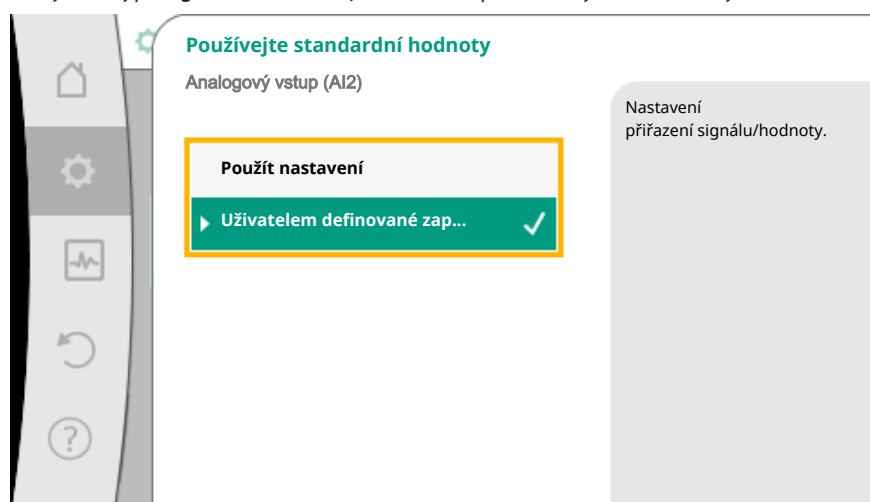 Používejte standardní hodnoty
Analogový vstup (AI2)
Nastavení
přiřazení signálu/hodnoty.
Použít nastavení
Uživatelem definované zap...
?